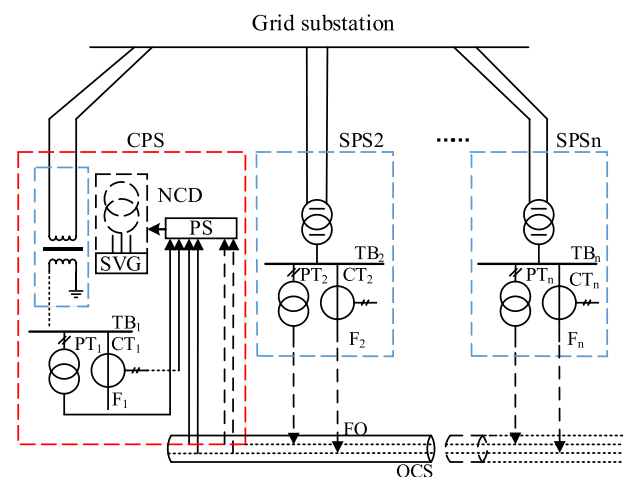 Grid substation
CPS
SPS2
......
SPSn
NCD
PS
SVG
TB1
PT1
CT1
F1
TB2
PT2
CT2
F2
TBn
PTn
CTn
Fn
FO
OCS